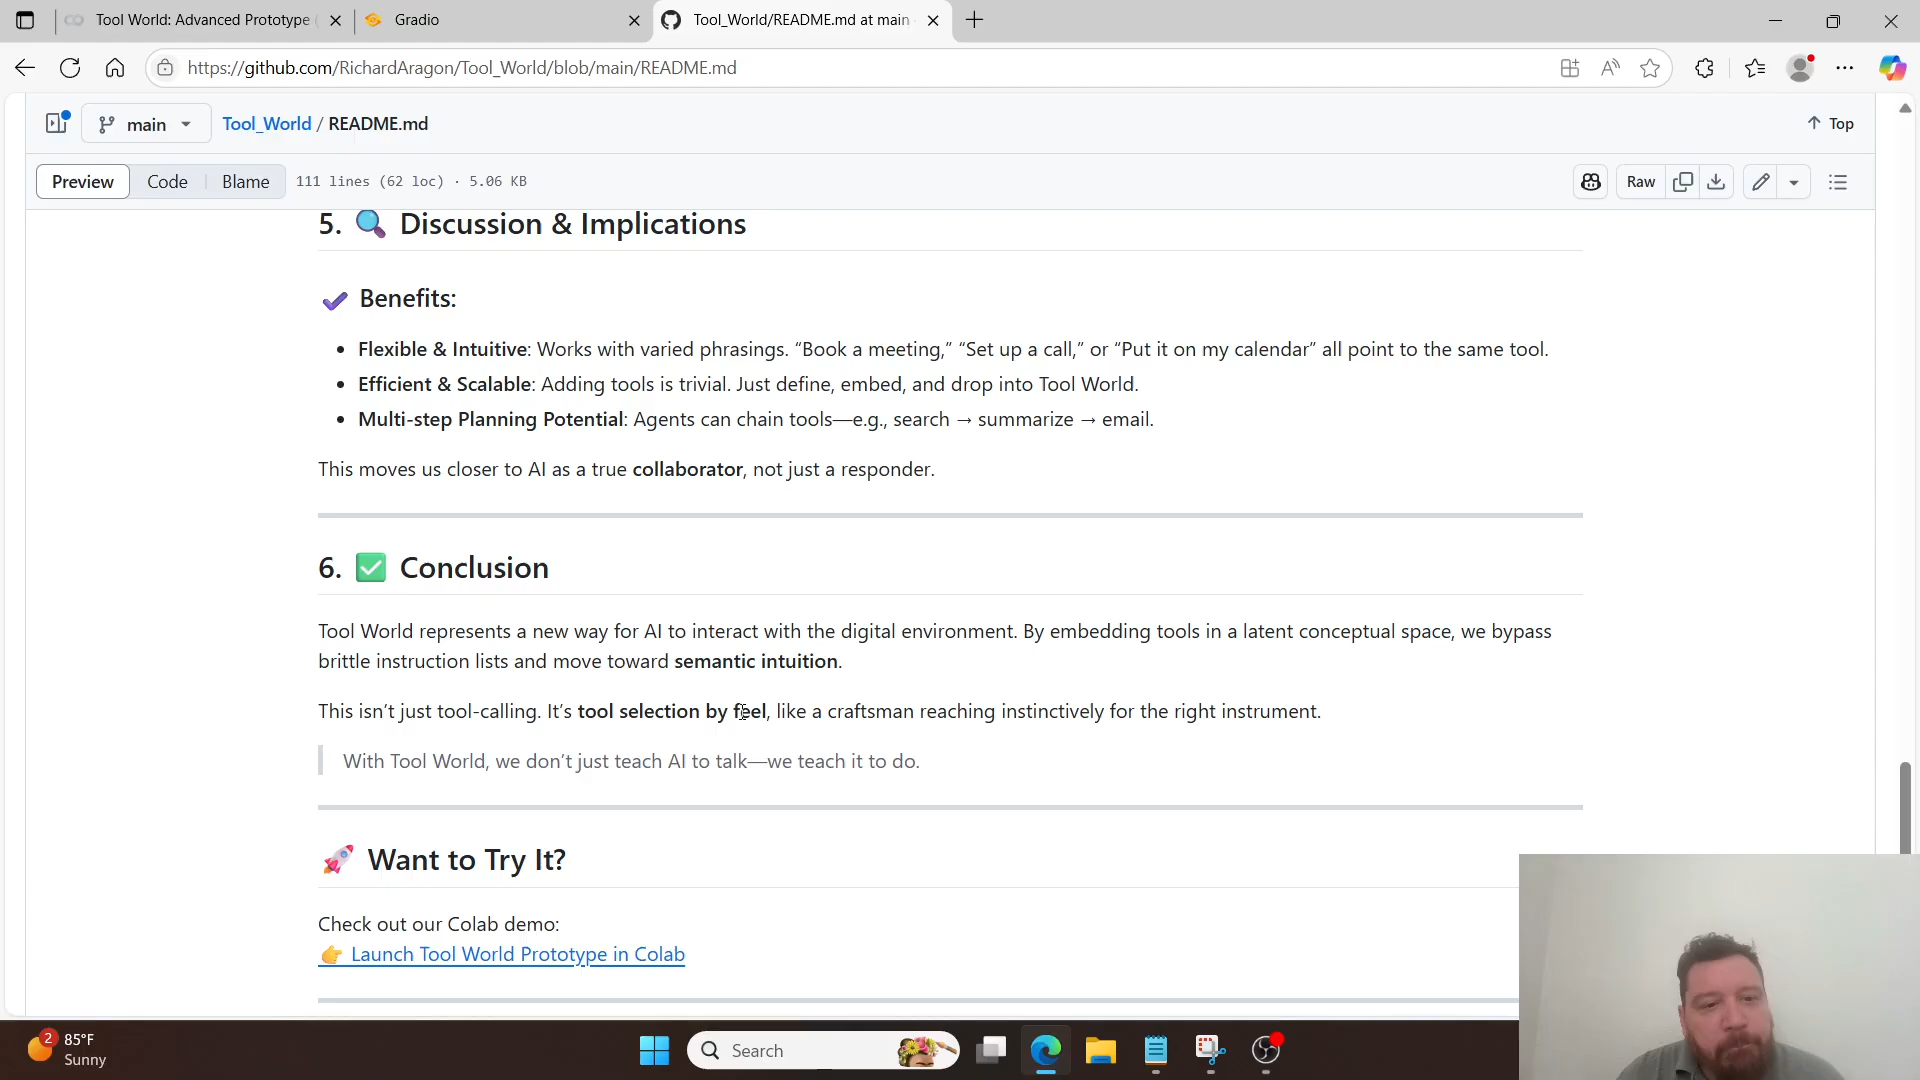 Tool World: Advanced Prototype
Gradio
Tool_World/README.md at main
https://github.com/RichardAragon/Tool_World/blob/main/README.md
main
Tool_World / README.md
Top
Preview
Code
Blame
111 lines (62 loc) · 5.06 KB
Raw
5. 🔍 Discussion & Implications
✔ Benefits:
• Flexible & Intuitive: Works with varied phrasings. “Book a meeting,” “Set up a call,” or “Put it on my calendar” all point to the same tool.
• Efficient & Scalable: Adding tools is trivial. Just define, embed, and drop into Tool World.
• Multi-step Planning Potential: Agents can chain tools—e.g., search → summarize → email.
This moves us closer to AI as a true collaborator, not just a responder.
6. ✅ Conclusion
Tool World represents a new way for AI to interact with the digital environment. By embedding tools in a latent conceptual space, we bypass
brittle instruction lists and move toward semantic intuition.
This isn’t just tool-calling. It’s tool selection by feel, like a craftsman reaching instinctively for the right instrument.
With Tool World, we don’t just teach AI to talk—we teach it to do.
🚀 Want to Try It?
Check out our Colab demo:
👉 Launch Tool World Prototype in Colab
2
85°F
Sunny
Search